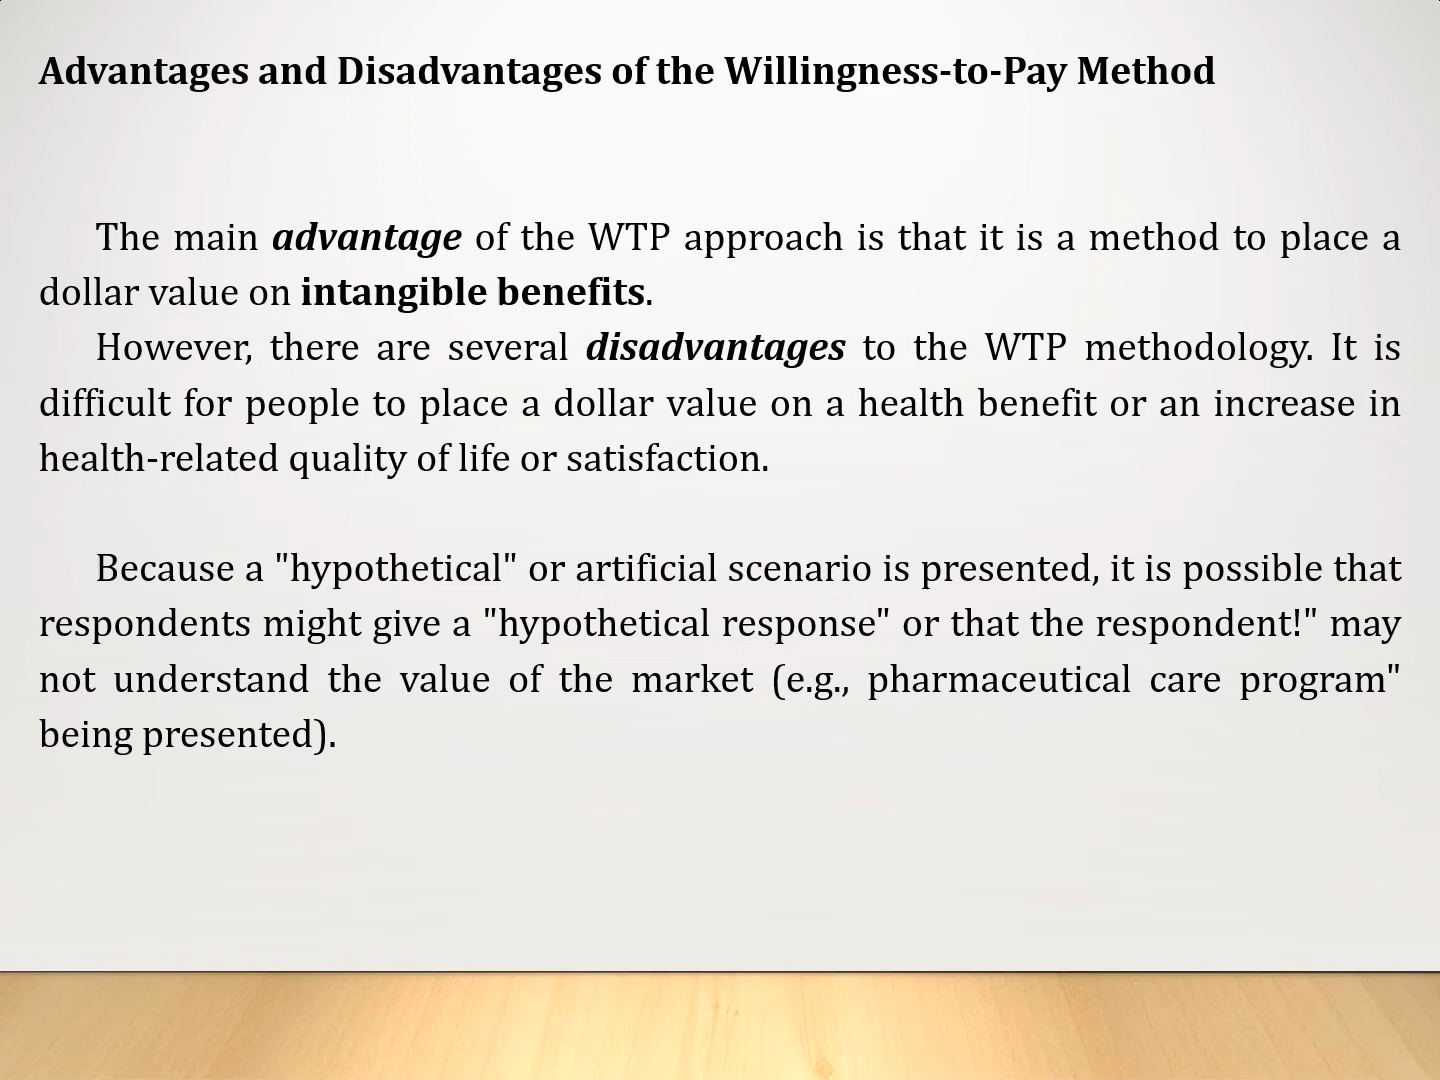 Advantages and Disadvantages of the Willingness-to-Pay Method
The main advantage of the WTP approach is that it is a method to place a
dollar value on intangible benefits.
However, there are several disadvantages to the WTP methodology. It is
difficult for people to place a dollar value on a health benefit or an increase in
health-related quality of life or satisfaction.
Because a "hypothetical" or artificial scenario is presented, it is possible that
respondents might give a "hypothetical response" or that the respondent!" may
not understand the value of the market (e.g., pharmaceutical care program"
being presented).